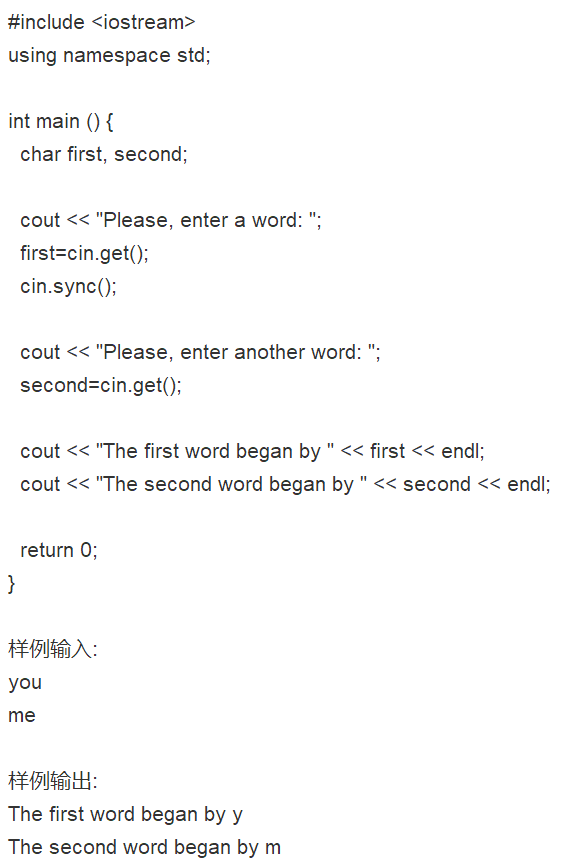 #include <iostream>
using namespace std;
int main () {
char first, second;
cout << "Please, enter a word: ";
first=cin.get();
cin.sync();
cout << "Please, enter another word: ";
second=cin.get();
cout << "The first word began by " << first << endl;
cout << "The second word began by " << second << endl;
return 0;
}
样例输入:
you
me
样例输出:
The first word began by y
The second word began by m